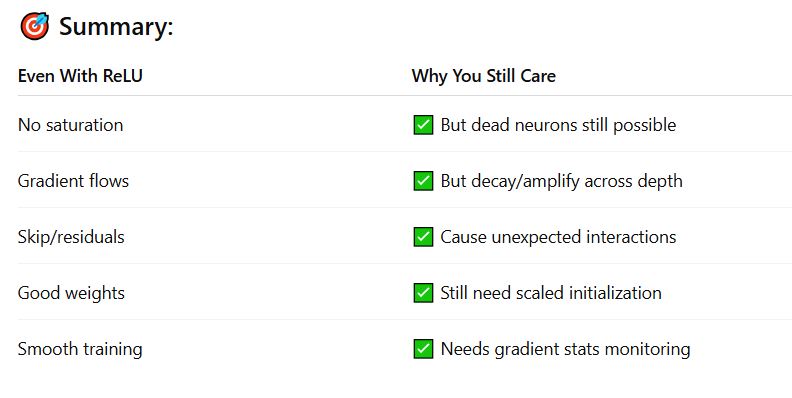 🎯 Summary:
Even With ReLU Why You Still Care
No saturation ✅ But dead neurons still possible
Gradient flows ✅ But decay/amplify across depth
Skip/residuals ✅ Cause unexpected interactions
Good weights ✅ Still need scaled initialization
Smooth training ✅ Needs gradient stats monitoring